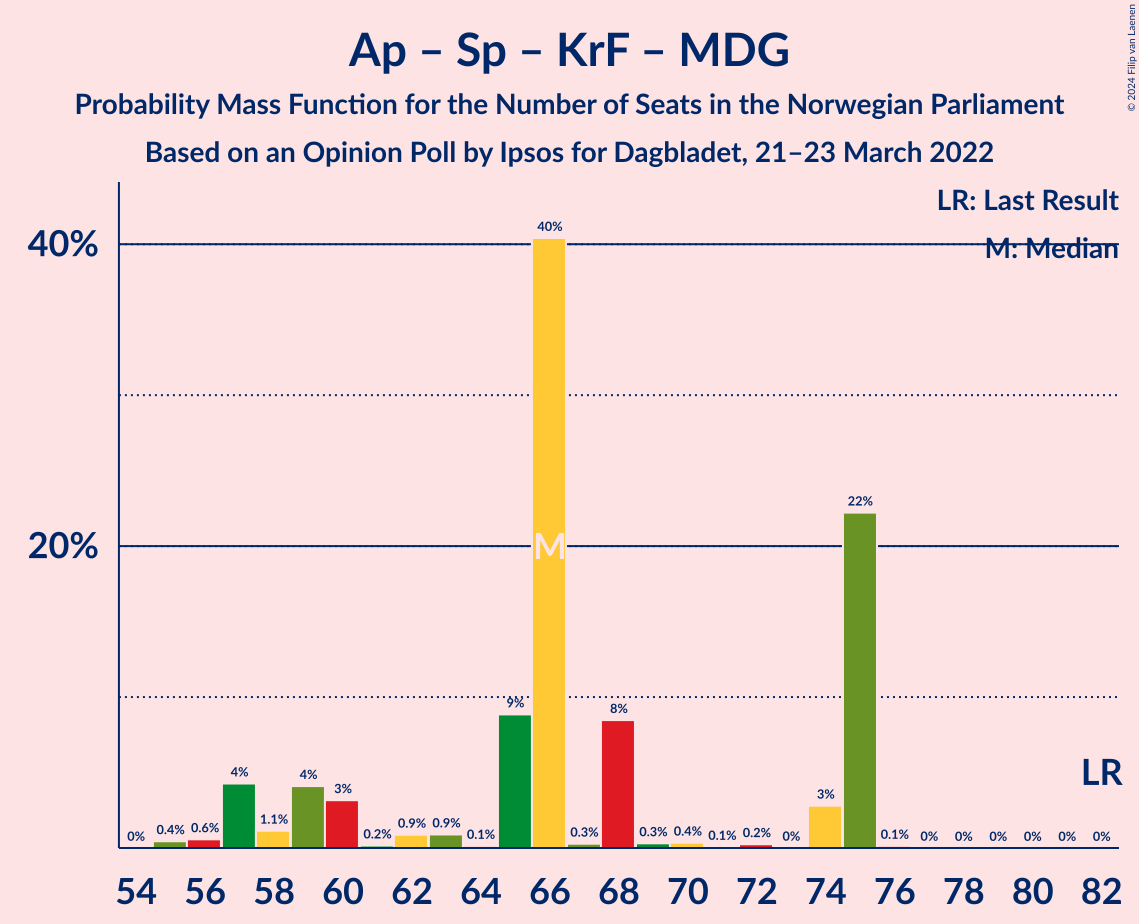 Ap – Sp – KrF – MDG
Probability Mass Function for the Number of Seats in the Norwegian Parliament
Based on an Opinion Poll by Ipsos for Dagbladet, 21–23 March 2022
© 2024 Filip van Laenen
LR: Last Result
M: Median
40%
20%
0% 0.4% 0.6% 4% 1.1% 4% 3% 0.2% 0.9% 0.9% 0.1% 9% 40% 0.3% 8% 0.3% 0.4% 0.1% 0.2% 0% 3% 22% 0.1% 0% 0% 0% 0% 0% 0%
M
LR
54 56 58 60 62 64 66 68 70 72 74 76 78 80 82